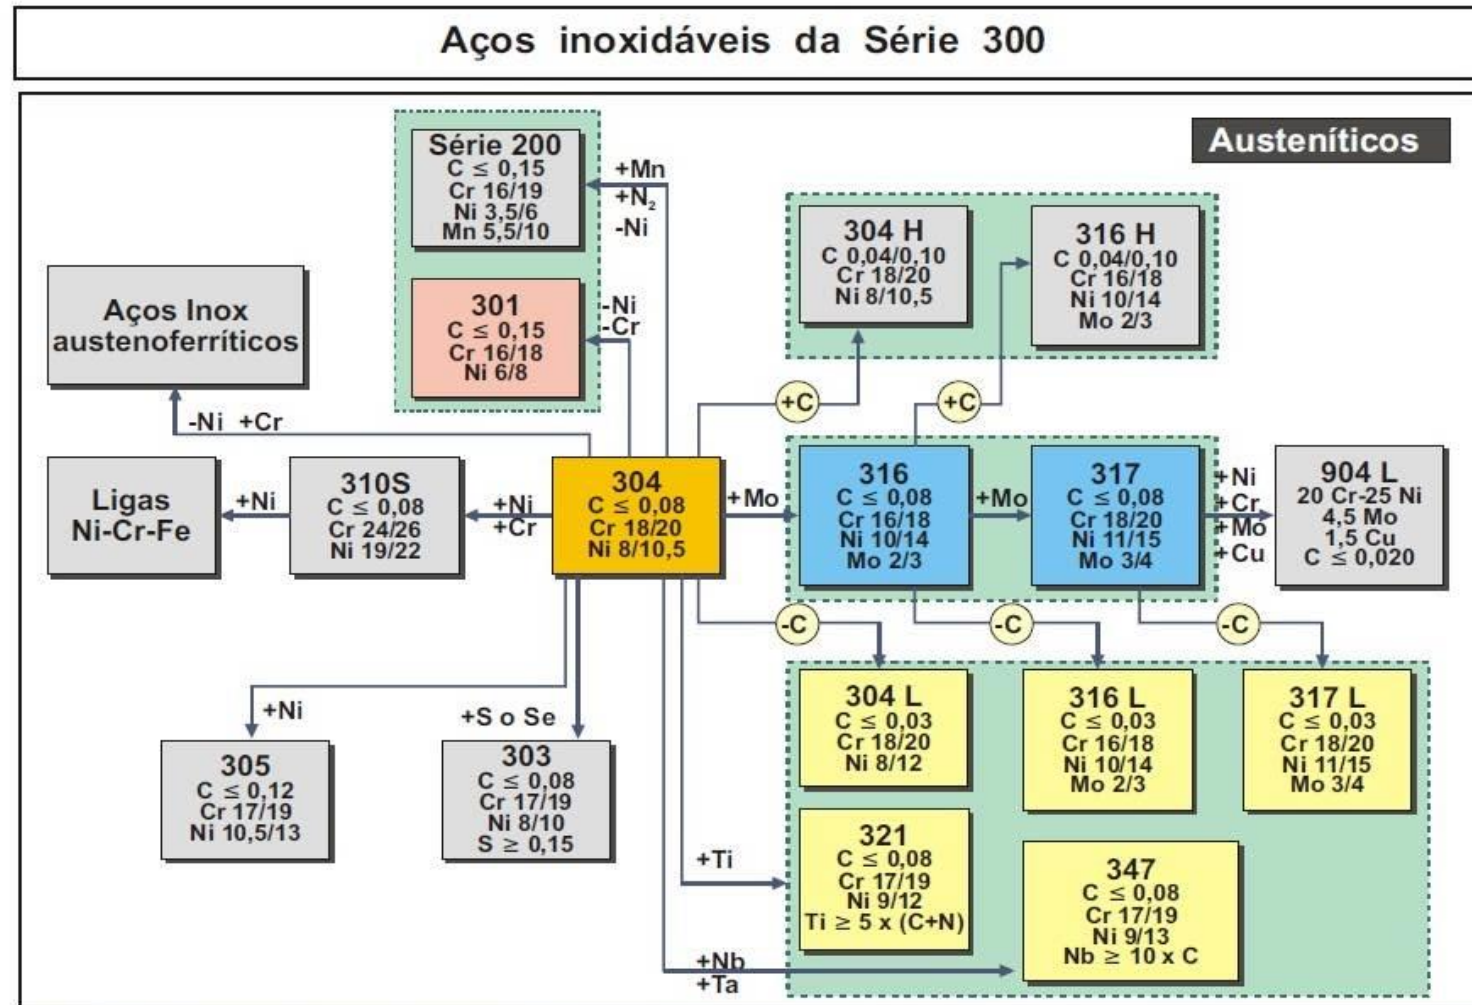 Aços inoxidáveis da Série 300
Austeníticos
Série 200
C ≤ 0,15
Cr 16/19
Ni 3,5/6
Mn 5,5/10
+Mn
+N₂
-Ni
301
C ≤ 0,15
Cr 16/18
Ni 6/8
-Ni
-Cr
304 H
C 0,04/0,10
Cr 18/20
Ni 8/10,5
316 H
C 0,04/0,10
Cr 16/18
Ni 10/14
Mo 2/3
Aços Inox
austenoferríticos
-Ni +Cr
+C
+C
Ligas
Ni-Cr-Fe
+Ni
310S
C ≤ 0,08
Cr 24/26
Ni 19/22
+Ni
+Cr
304
C ≤ 0,08
Cr 18/20
Ni 8/10,5
+Mo
316
C ≤ 0,08
Cr 16/18
Ni 10/14
Mo 2/3
+Mo
317
C ≤ 0,08
Cr 18/20
Ni 11/15
Mo 3/4
+Ni
+Cr
+Mo
+Cu
904 L
20 Cr-25 Ni
4,5 Mo
1,5 Cu
C ≤ 0,020
-C
-C
-C
304 L
C ≤ 0,03
Cr 18/20
Ni 8/12
316 L
C ≤ 0,03
Cr 16/18
Ni 10/14
Mo 2/3
317 L
C ≤ 0,03
Cr 18/20
Ni 11/15
Mo 3/4
+Ni
305
C ≤ 0,12
Cr 17/19
Ni 10,5/13
+S o Se
303
C ≤ 0,08
Cr 17/19
Ni 8/10
S ≥ 0,15
+Ti
321
C ≤ 0,08
Cr 17/19
Ni 9/12
Ti ≥ 5 x (C+N)
+Nb
+Ta
347
C ≤ 0,08
Cr 17/19
Ni 9/13
Nb ≥ 10 x C